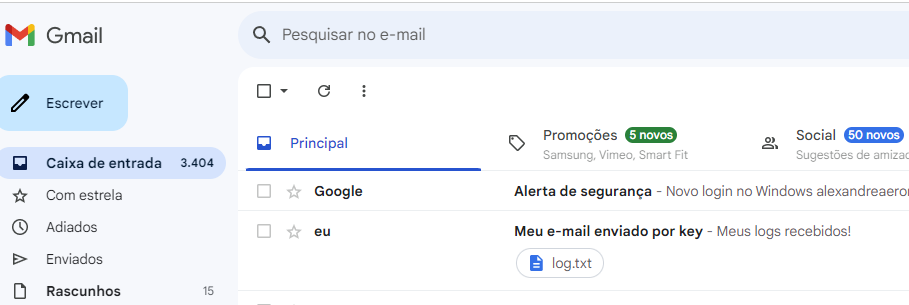 Gmail
Pesquisar no e-mail
Escrever
Principal
Promoções 5 novos
Samsung, Vimeo, Smart Fit
Social 50 novos
Sugestões de amiza
Caixa de entrada 3.404
Com estrela
Adiados
Enviados
Rascunhos 15
Google Alerta de segurança - Novo login no Windows alexandreaeror
eu Meu e-mail enviado por key - Meus logs recebidos!
log.txt